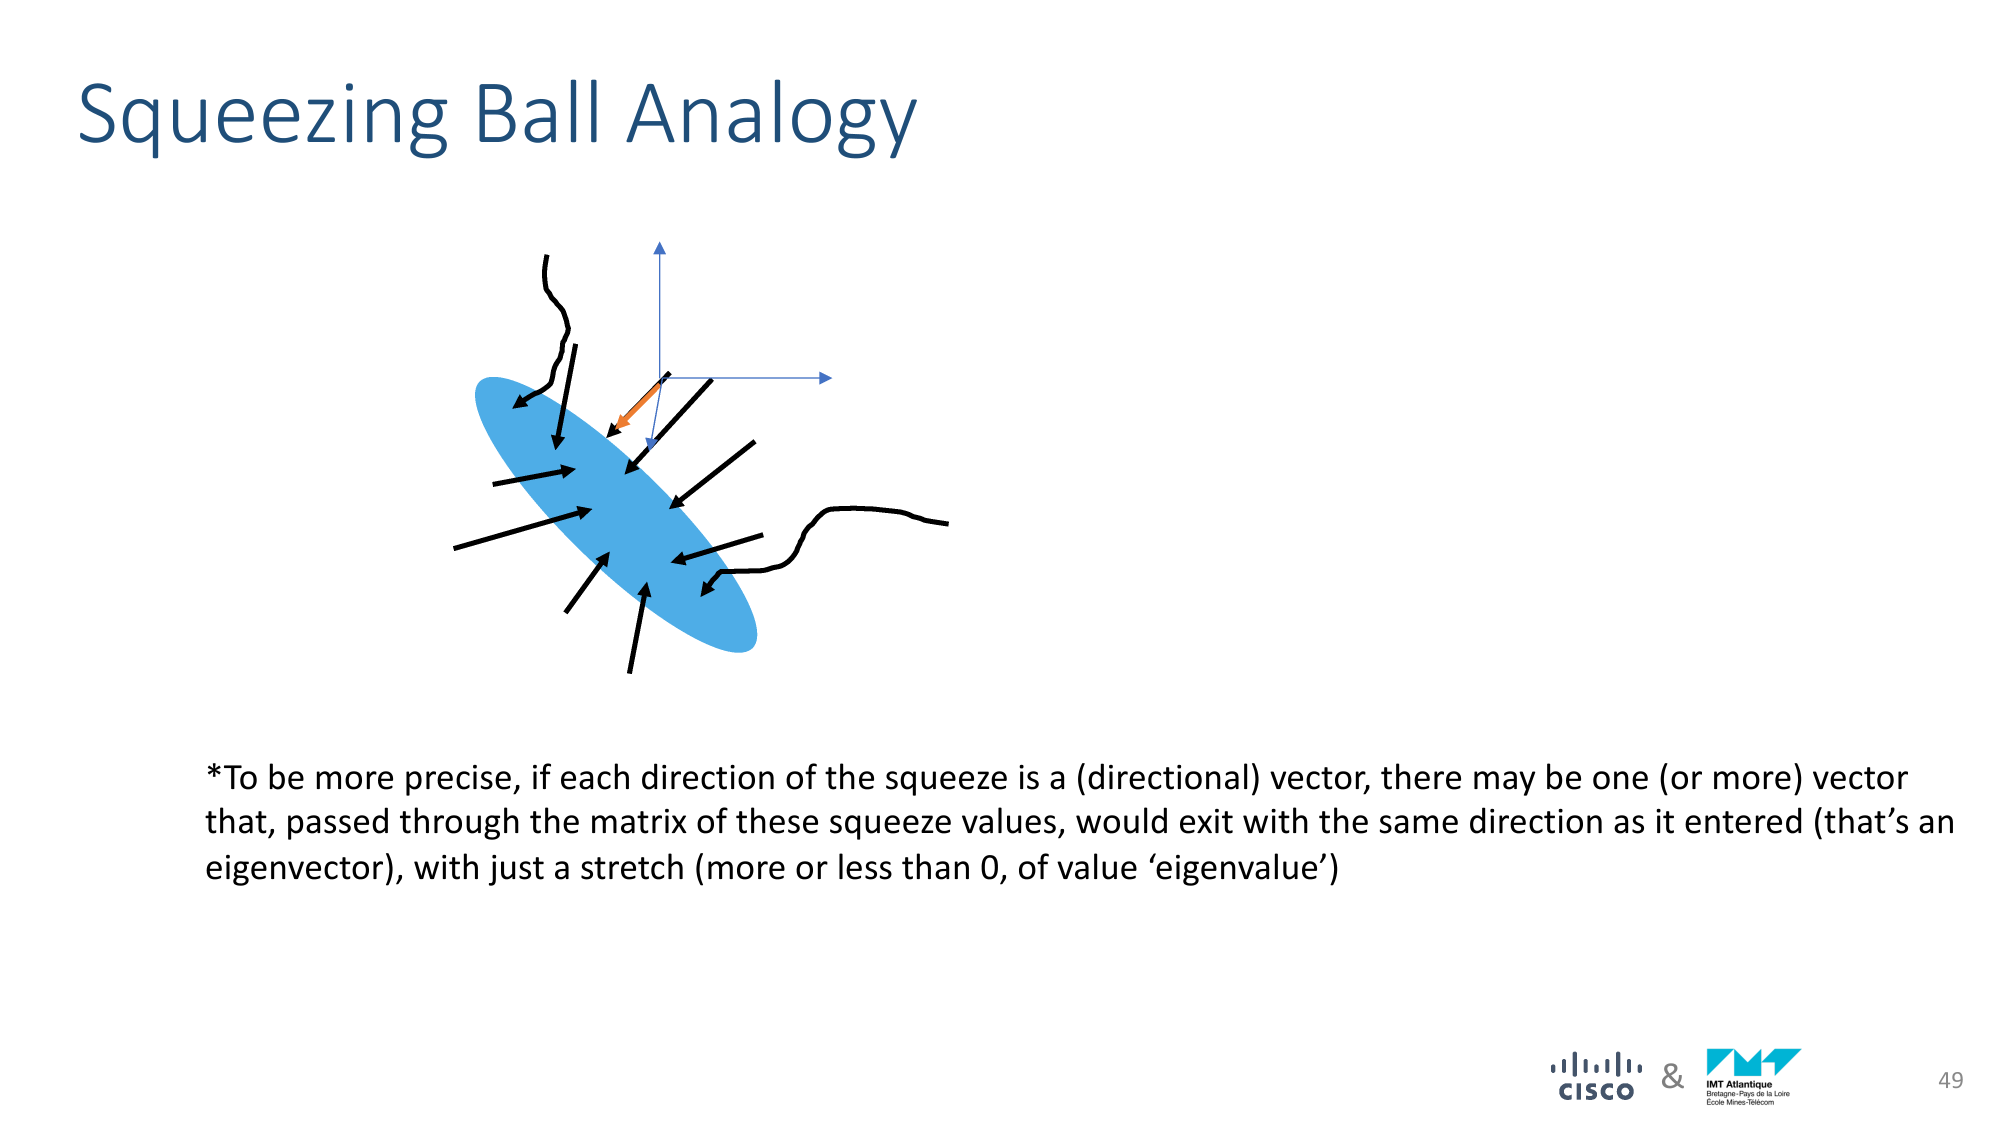 Squeezing Ball Analogy
*To be more precise, if each direction of the squeeze is a (directional) vector, there may be one (or more) vector
that, passed through the matrix of these squeeze values, would exit with the same direction as it entered (that’s an
eigenvector), with just a stretch (more or less than 0, of value ‘eigenvalue’)
CISCO
&
IMT Atlantique
Bretagne-Pays de la Loire
École Mines-Télécom
49